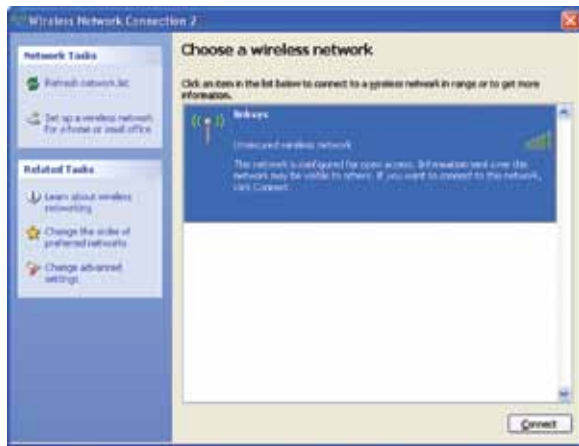 Wireless Network Connection 2
Choose a wireless network
Network Tasks
Refresh network list
Set up a wireless network
for a home or small office
Related Tasks
Learn about wireless
networking
Change the order of
preferred networks
Change advanced
settings
Click an item in the list below to connect to a wireless network in range or to get more
information.
linksys
Unsecured wireless network
This network is configured for open access. Information sent over this
network may be visible to others. If you want to connect to this network,
click Connect.
Connect